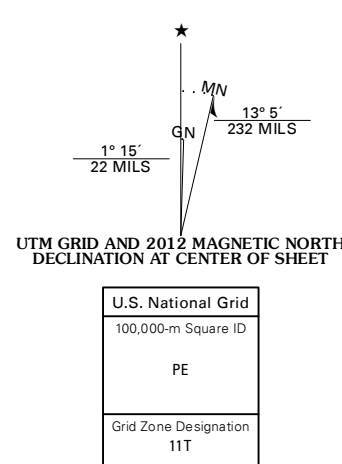 ★
MN
GN
13° 5´
232 MILS
1° 15´
22 MILS
UTM GRID AND 2012 MAGNETIC NORTH
DECLINATION AT CENTER OF SHEET
U.S. National Grid
100,000-m Square ID
PE
Grid Zone Designation
11T